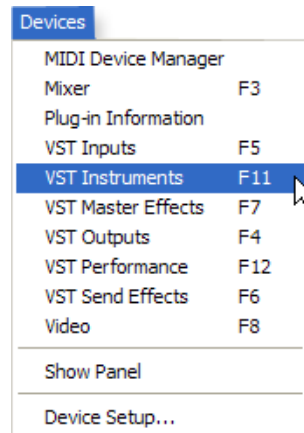 Devices
MIDI Device Manager
Mixer F3
Plug-in Information
VST Inputs F5
VST Instruments F11
VST Master Effects F7
VST Outputs F4
VST Performance F12
VST Send Effects F6
Video F8
Show Panel
Device Setup...